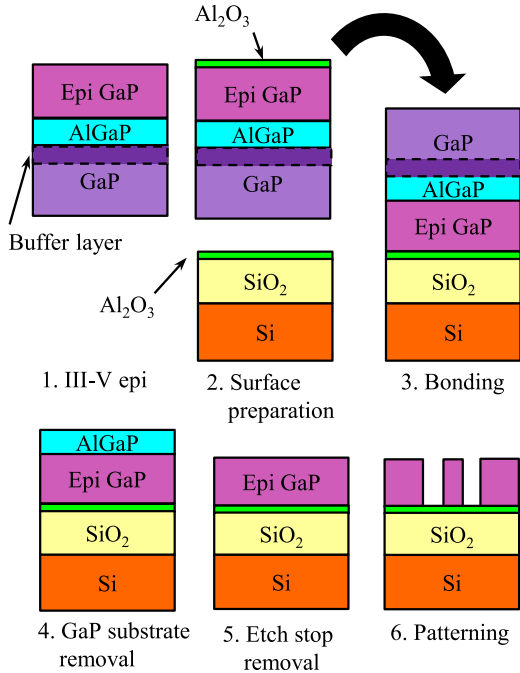 Al₂O₃
Epi GaP
AlGaP
GaP
Buffer layer
Epi GaP
AlGaP
GaP
Al₂O₃
SiO₂
Si
GaP
AlGaP
Epi GaP
SiO₂
Si
1. III-V epi
2. Surface
preparation
3. Bonding
AlGaP
Epi GaP
SiO₂
Si
4. GaP substrate
removal
Epi GaP
SiO₂
Si
5. Etch stop
removal
SiO₂
Si
6. Patterning